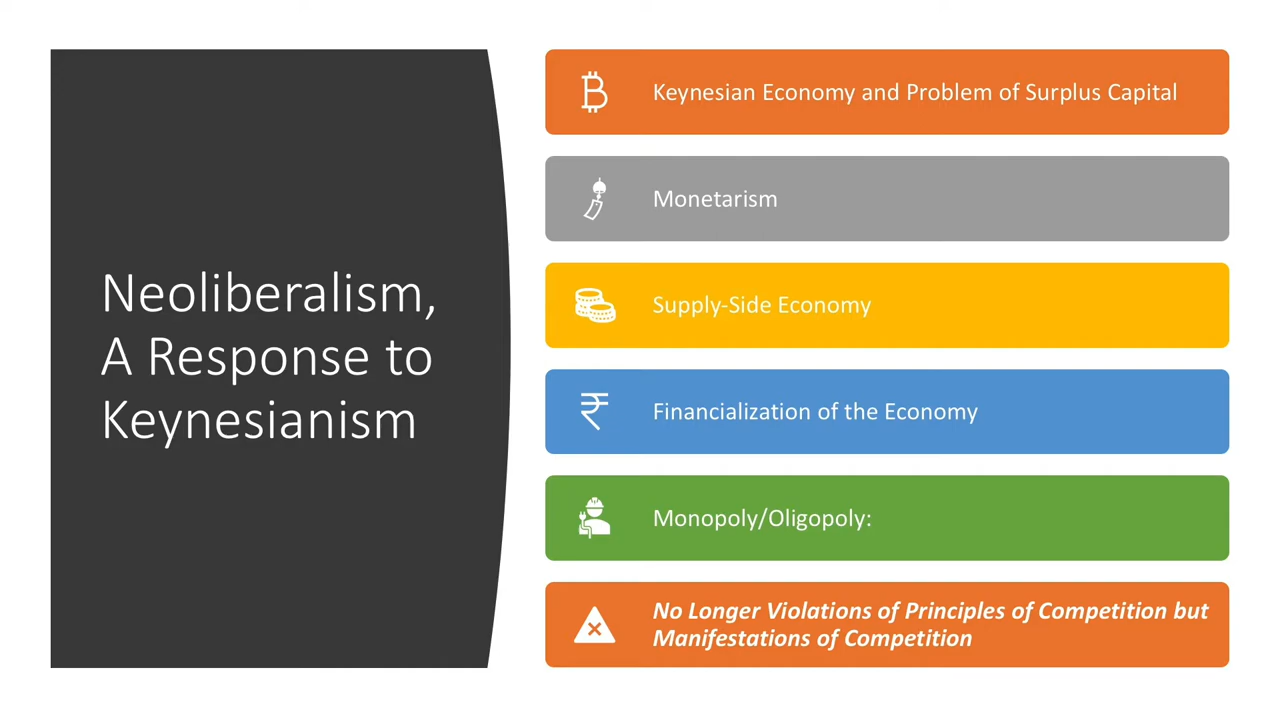 Neoliberalism,
A Response to
Keynesianism
Keynesian Economy and Problem of Surplus Capital
Monetarism
Supply-Side Economy
Financialization of the Economy
Monopoly/Oligopoly:
No Longer Violations of Principles of Competition but
Manifestations of Competition